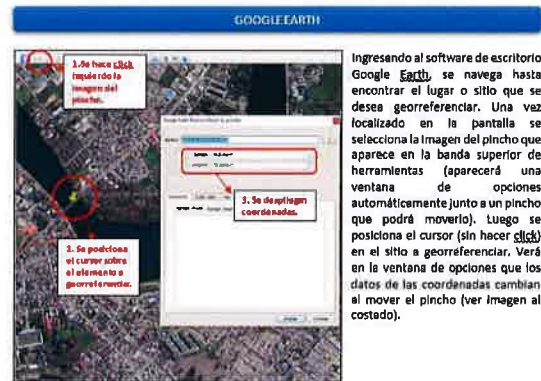 GOOGLE EARTH
1. Se hace click
izquierdo la
imagen del
pincho.
3. Se despliegan
coordenadas.
2. Se posiciona
el cursor sobre
el elemento a
georreferenciar.
Ingresando al software de escritorio
Google Earth, se navega hasta
encontrar el lugar o sitio que se
desea georreferenciar. Una vez
localizado en la pantalla se
selecciona la imagen del pincho que
aparece en la banda superior de
herramientas (aparecerá una
ventana de opciones
automáticamente junto a un pincho
que podrá moverlo). Luego se
posiciona el cursor (sin hacer click)
en el sitio a georreferenciar. Verá
en la ventana de opciones que los
datos de las coordenadas cambian
al mover el pincho (ver imagen al
costado).